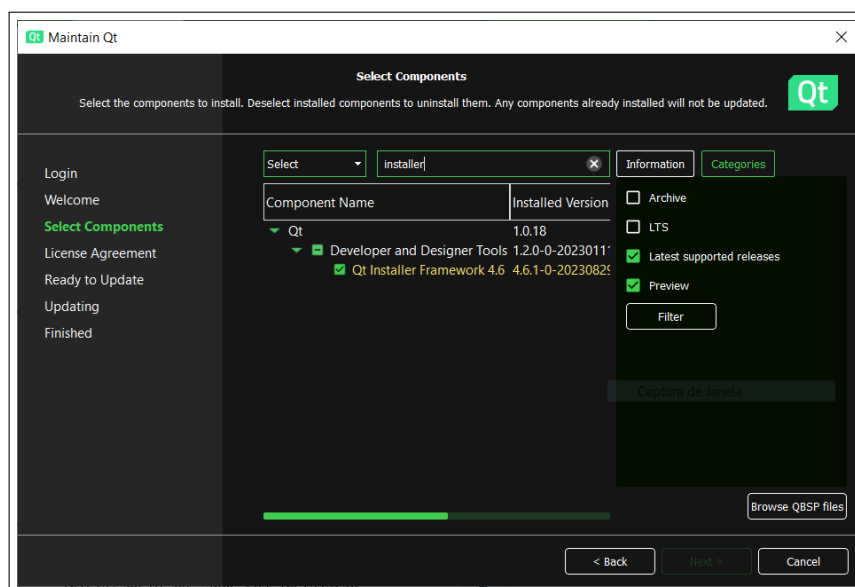 Qt Maintain Qt
Select Components
Select the components to install. Deselect installed components to uninstall them. Any components already installed will not be updated.
Qt
Login
Welcome
Select Components
License Agreement
Ready to Update
Updating
Finished
Select
installer
Component Name
Installed Version
Qt
1.0.18
Developer and Designer Tools
1.2.0-0-20230111
Qt Installer Framework 4.6
4.6.1-0-20230829
Information
Categories
Archive
LTS
Latest supported releases
Preview
Filter
Captura de Janela
Browse QBSP files
< Back
Next >
Cancel